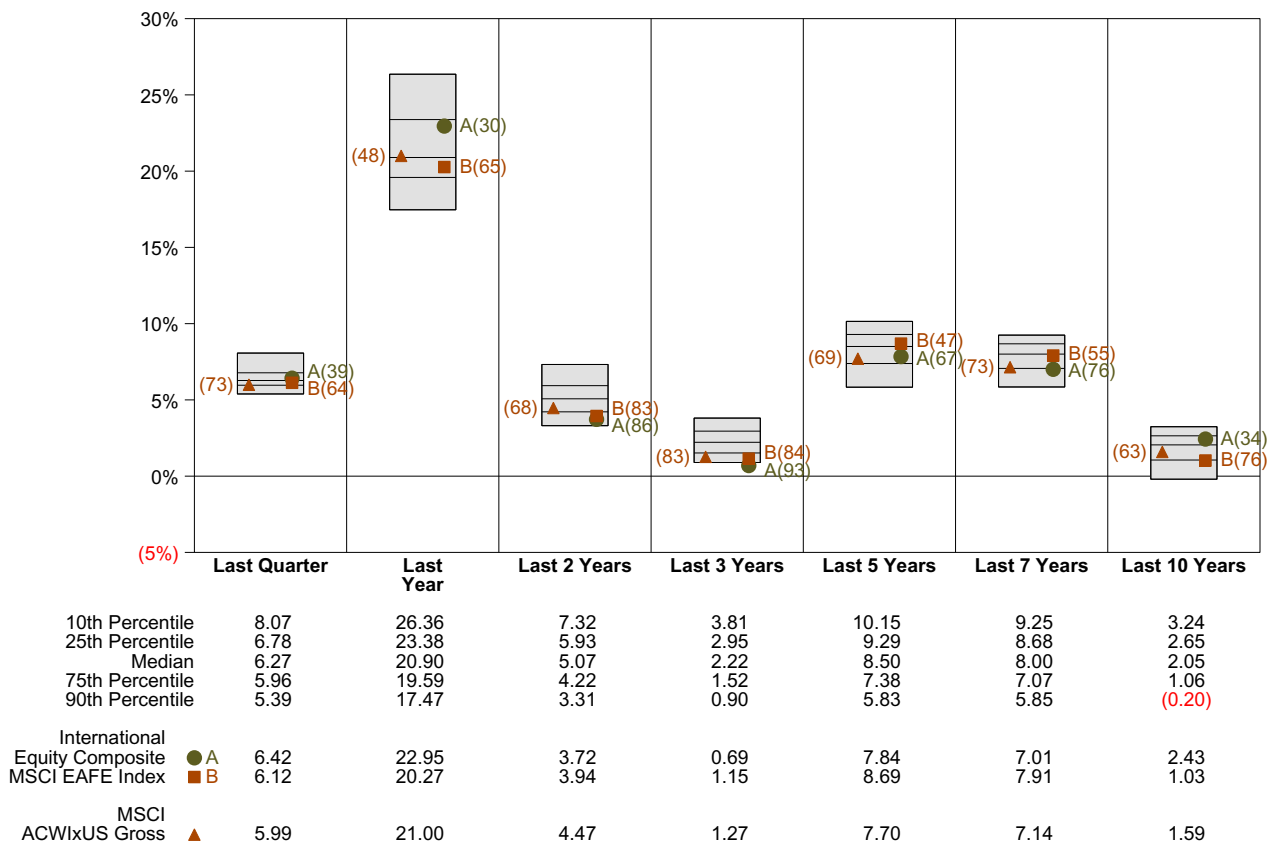 30%
25%
20%
15%
10%
5%
0%
(5%)
A(39)
(73)
B(64)
A(30)
(48)
B(65)
B(83)
(68)
A(86)
B(84)
(83)
A(93)
B(47)
(69)
A(67)
B(55)
(73)
A(76)
A(34)
(63)
B(76)
Last Quarter
Last
Year
Last 2 Years
Last 3 Years
Last 5 Years
Last 7 Years
Last 10 Years
10th Percentile 8.07 26.36 7.32 3.81 10.15 9.25 3.24
25th Percentile 6.78 23.38 5.93 2.95 9.29 8.68 2.65
Median 6.27 20.90 5.07 2.22 8.50 8.00 2.05
75th Percentile 5.96 19.59 4.22 1.52 7.38 7.07 1.06
90th Percentile 5.39 17.47 3.31 0.90 5.83 5.85 (0.20)
International
Equity Composite A 6.42 22.95 3.72 0.69 7.84 7.01 2.43
MSCI EAFE Index B 6.12 20.27 3.94 1.15 8.69 7.91 1.03
MSCI
ACWIxUS Gross 5.99 21.00 4.47 1.27 7.70 7.14 1.59